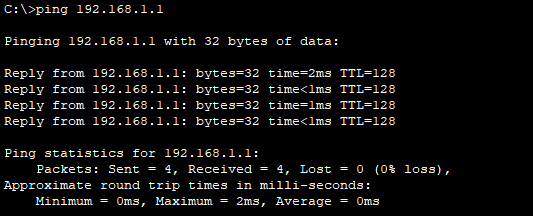 C:\>ping 192.168.1.1
Pinging 192.168.1.1 with 32 bytes of data:
Reply from 192.168.1.1: bytes=32 time=2ms TTL=128
Reply from 192.168.1.1: bytes=32 time<1ms TTL=128
Reply from 192.168.1.1: bytes=32 time=1ms TTL=128
Reply from 192.168.1.1: bytes=32 time<1ms TTL=128
Ping statistics for 192.168.1.1:
    Packets: Sent = 4, Received = 4, Lost = 0 (0% loss),
Approximate round trip times in milli-seconds:
    Minimum = 0ms, Maximum = 2ms, Average = 0ms